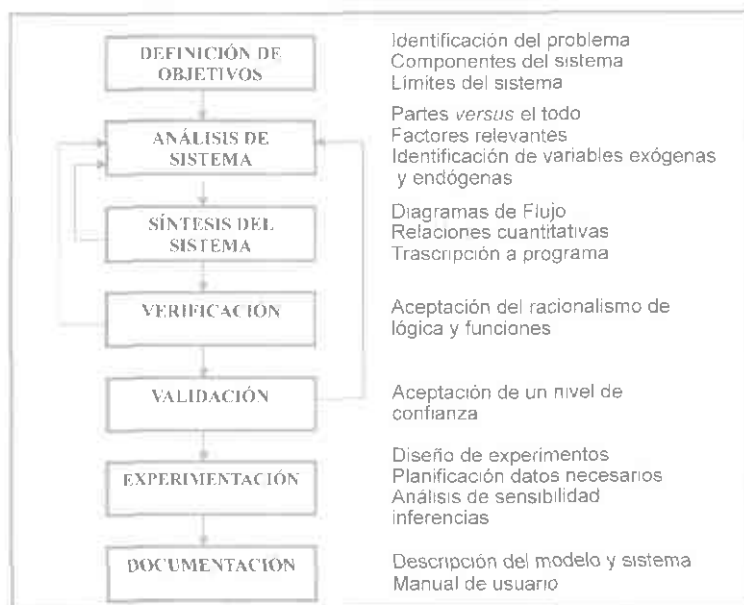 DEFINICIÓN DE
OBJETIVOS
Identificación del problema
Componentes del sistema
Límites del sistema
ANÁLISIS DE
SISTEMA
Partes versus el todo
Factores relevantes
Identificación de variables exógenas
y endógenas
SÍNTESIS DEL
SISTEMA
Diagramas de Flujo
Relaciones cuantitativas
Trascripción a programa
VERIFICACIÓN
Aceptación del racionalismo de
lógica y funciones
VALIDACIÓN
Aceptación de un nivel de
confianza
EXPERIMENTACIÓN
Diseño de experimentos
Planificación datos necesarios
Análisis de sensibilidad
inferencias
DOCUMENTACIÓN
Descripción del modelo y sistema
Manual de usuario